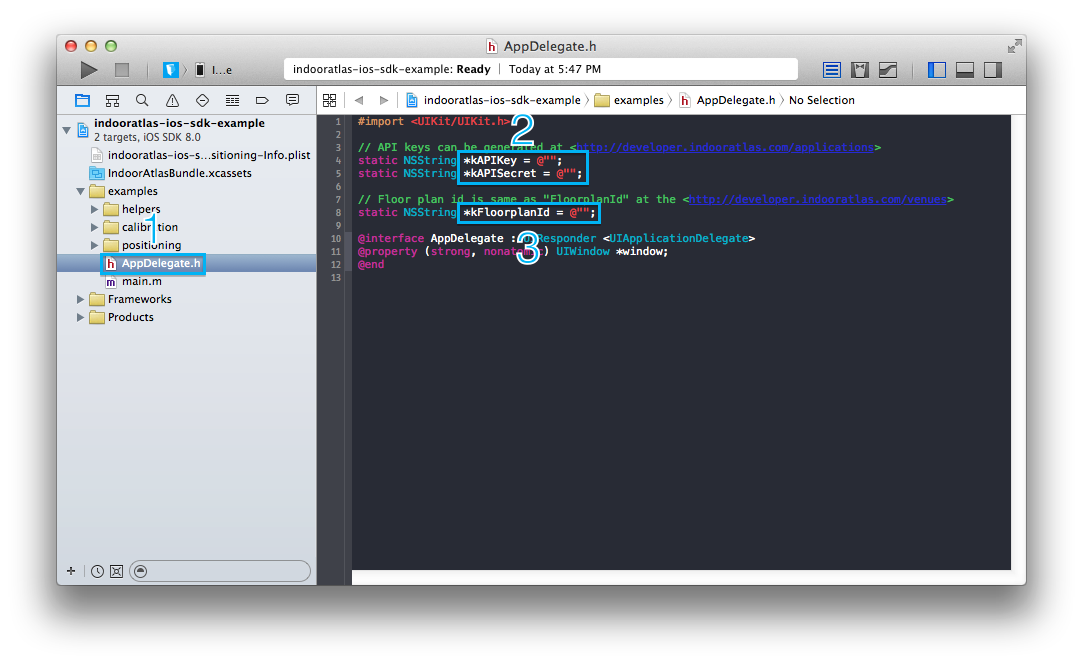 AppDelegate.h
I...e
indooratlas-ios-sdk-example: Ready | Today at 5:47 PM
indooratlas-ios-sdk-example
examples
AppDelegate.h
No Selection
indooratlas-ios-sdk-example
2 targets, iOS SDK 8.0
indooratlas-ios-s...sitioning-Info.plist
IndoorAtlasBundle.xcassets
examples
helpers
1
calibration
positioning
h AppDelegate.h
m main.m
Frameworks
Products
2
1 #import <UIKit/UIKit.h>
2
3 // API keys can be generated at <http://developer.indooratlas.com/applications>
4 static NSString *kAPIKey = @"";
5 static NSString *kAPISecret = @"";
6
7 // Floor plan id is same as "FloorplanId" at the <http://developer.indooratlas.com/venues>
8 static NSString *kFloorplanId = @"";
9
3
10 @interface AppDelegate : UIResponder <UIApplicationDelegate>
11 @property (strong, nonatomic) UIWindow *window;
12 @end
13